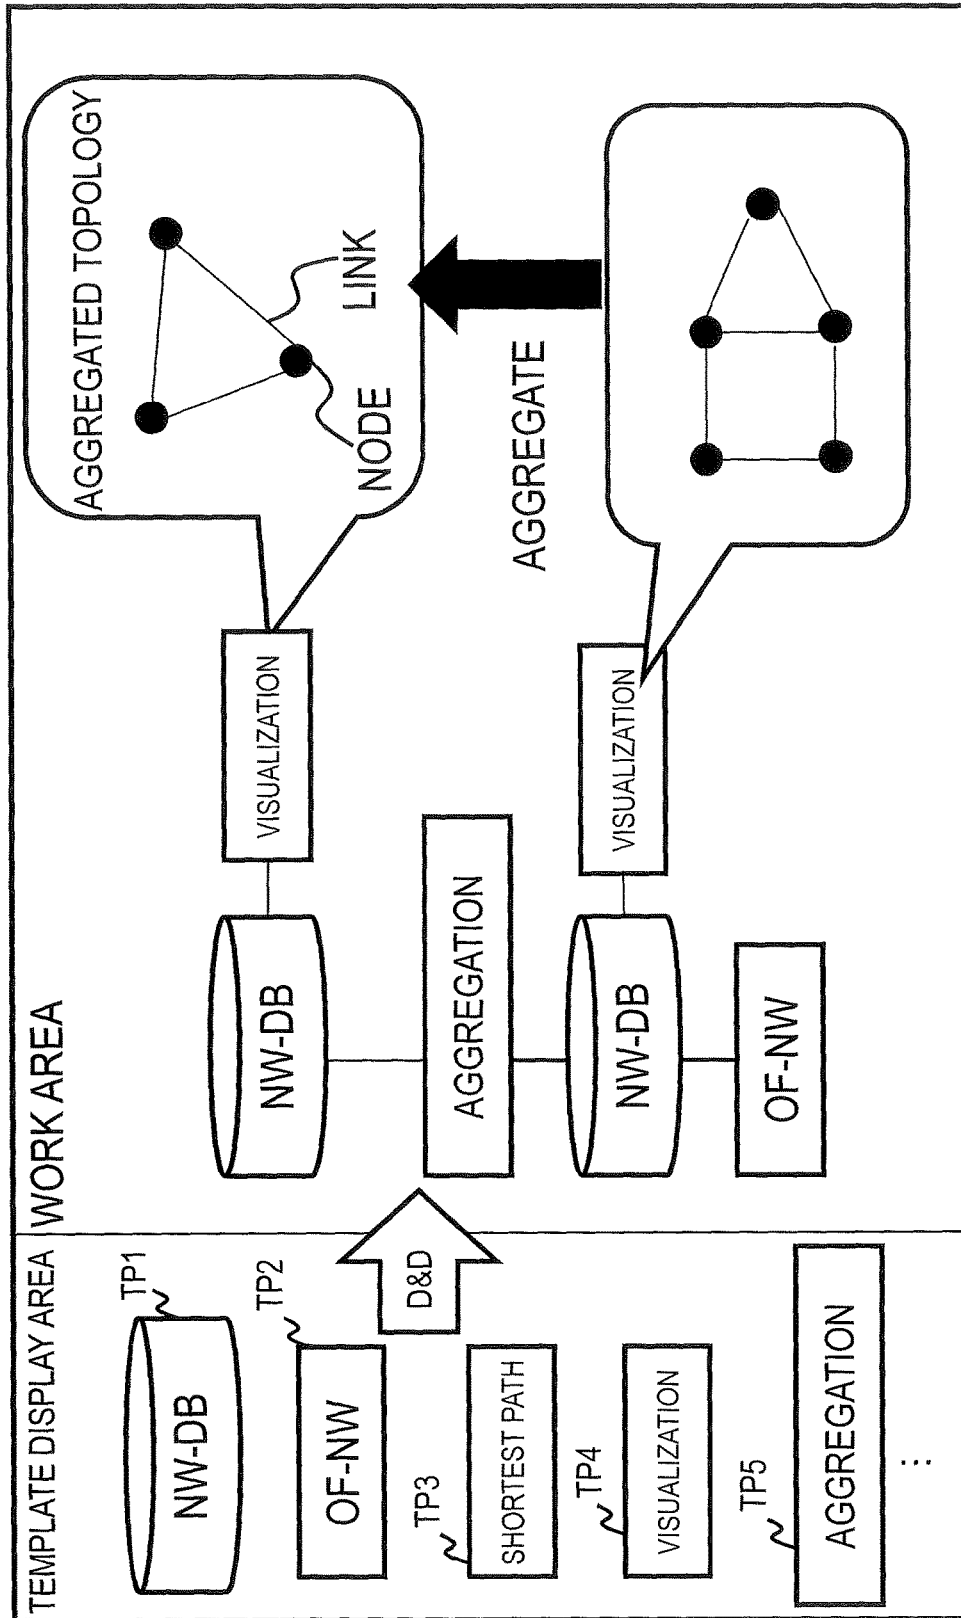 TEMPLATE DISPLAY AREA
NW-DB
TP1
OF-NW
TP2
SHORTEST PATH
TP3
VISUALIZATION
TP4
AGGREGATION
TP5
...
D&D
WORK AREA
NW-DB
VISUALIZATION
AGGREGATION
NW-DB
VISUALIZATION
OF-NW
AGGREGATED TOPOLOGY
NODE
LINK
AGGREGATE